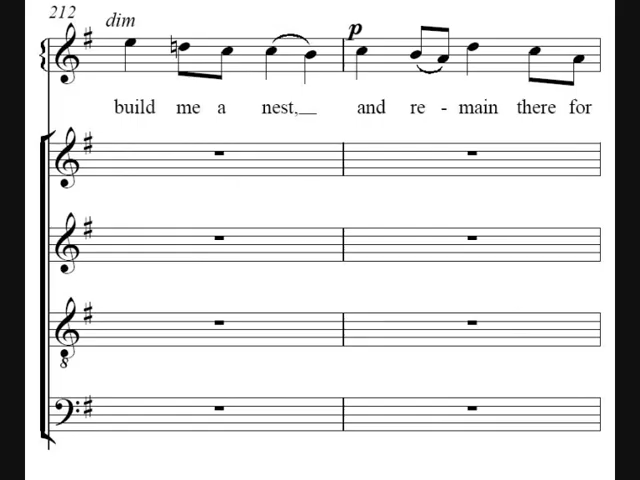 212
dim
p
build me a nest,__ and re - main there for
8